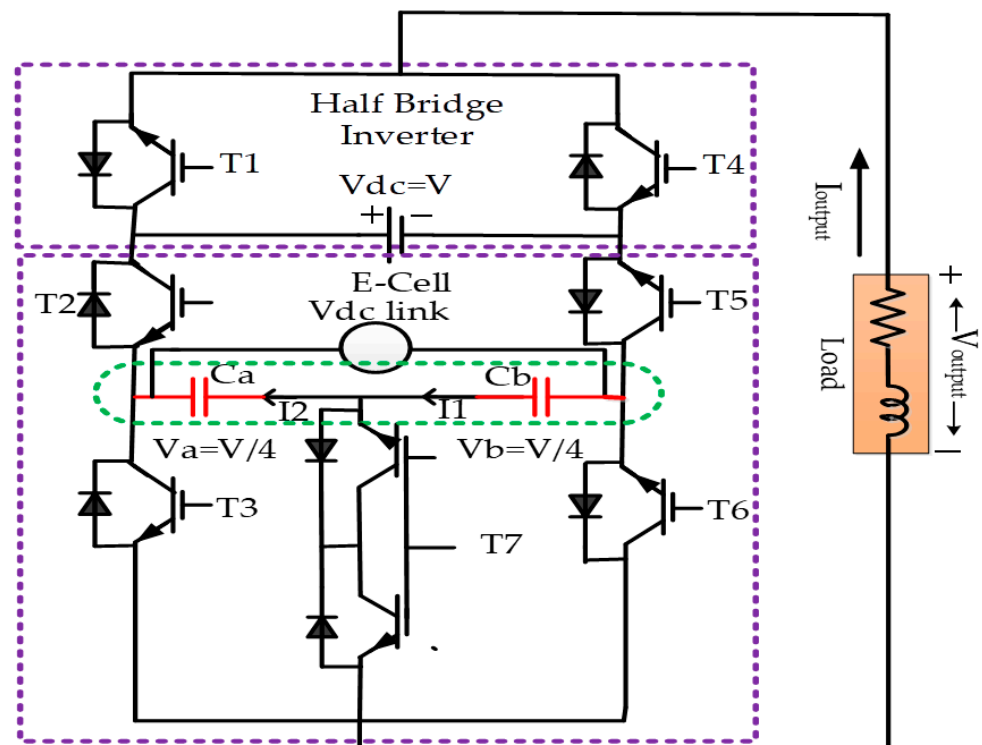 Half Bridge
Inverter
T1
T4
Vdc=V
+ −
E-Cell
Vdc link
T2
T5
Ca
Cb
I2
I1
Va=V/4
Vb=V/4
T3
T6
T7
Ioutput
+
Load
Voutput
−